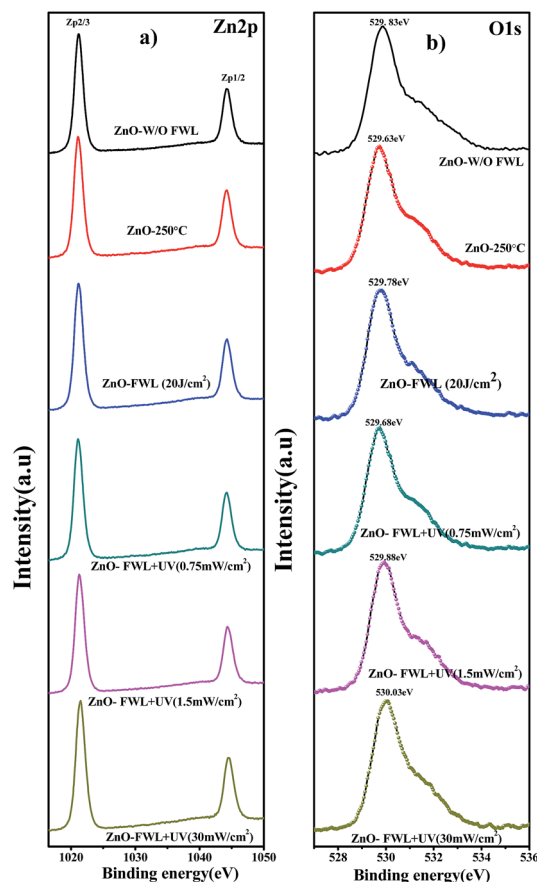 Zp2/3
a)
Zn2p
Zp1/2
ZnO-W/O FWL
ZnO-250°C
ZnO-FWL (20J/cm²)
ZnO- FWL+UV(0.75mW/cm²)
ZnO- FWL+UV(1.5mW/cm²)
ZnO-FWL+UV(30mW/cm²)
Intensity(a.u)
1020 1030 1040 1050
Binding energy(eV)
529. 83eV
b)
O1s
ZnO-W/O FWL
529.63eV
ZnO-250°C
529.78eV
ZnO-FWL (20J/cm²)
529.68eV
ZnO- FWL+UV(0.75mW/cm²)
529.88eV
ZnO- FWL+UV(1.5mW/cm²)
530.03eV
ZnO- FWL+UV(30mW/cm²)
Intensity(a.u)
528 530 532 534 536
Binding energy(eV)